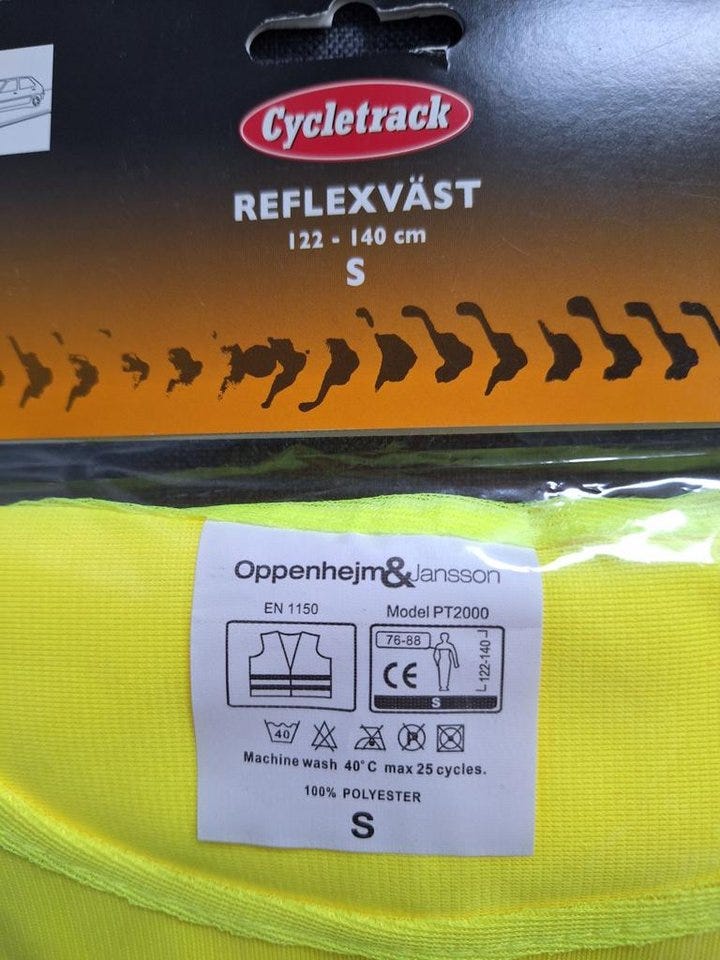 Cycletrack
REFLEXVÄST
122 - 140 cm
S
Oppenhejm&Jansson
EN 1150 Model PT2000
76-88
122-140
CE
S
40 P
Machine wash 40°C max 25 cycles.
100% POLYESTER
S